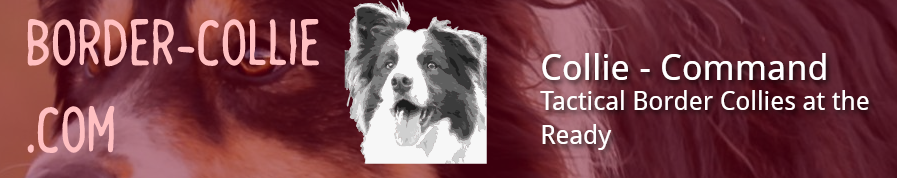 BORDER-COLLIE
.COM
Collie - Command
Tactical Border Collies at the
Ready